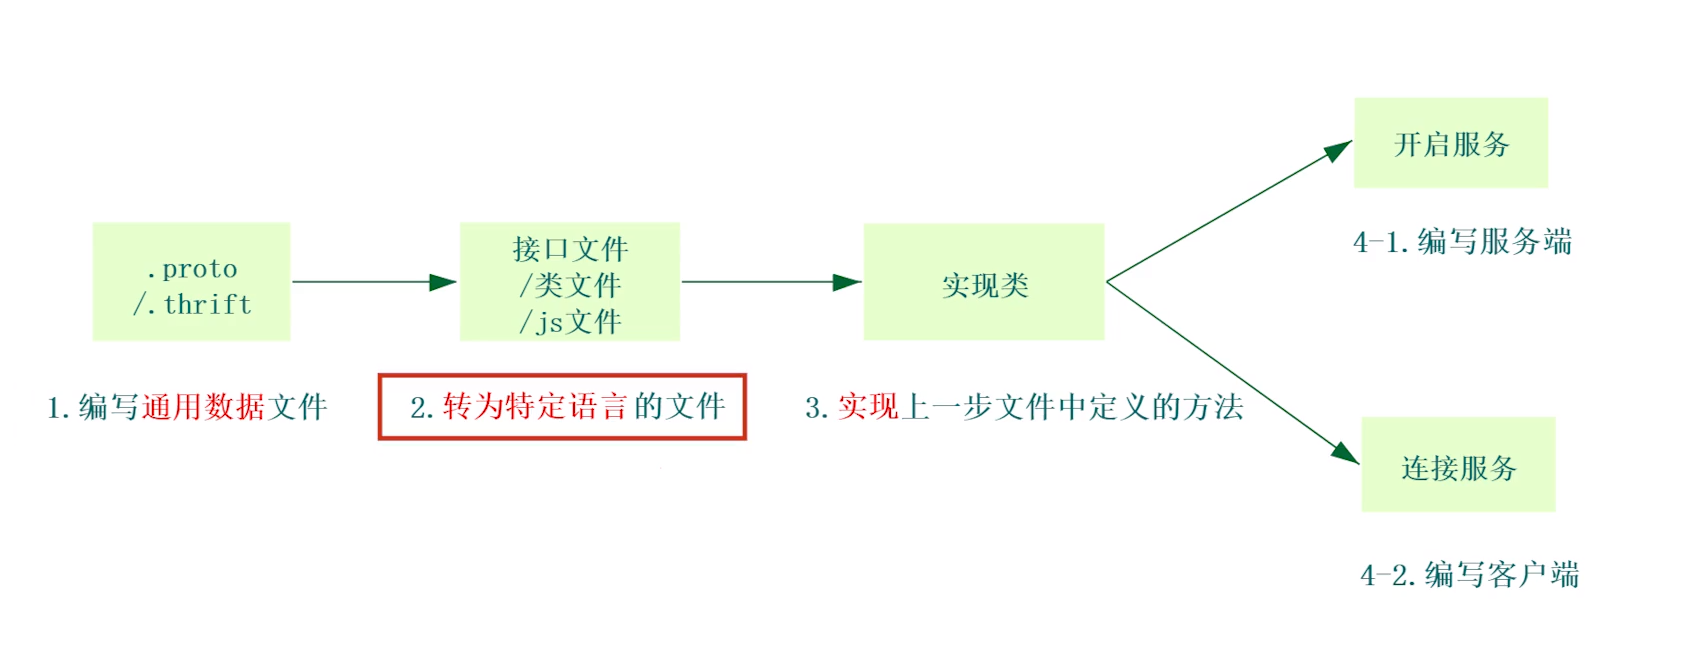 .proto
/.thrift
1.编写通用数据文件
接口文件
/类文件
/js文件
2.转为特定语言的文件
实现类
3.实现上一步文件中定义的方法
开启服务
4-1.编写服务端
连接服务
4-2.编写客户端